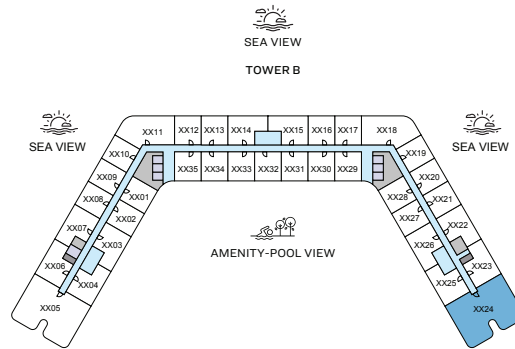 SEA VIEW
TOWER B
SEA VIEW
SEA VIEW
XX11
XX12
XX13
XX14
XX15
XX16
XX17
XX18
XX10
XX35
XX34
XX33
XX32
XX31
XX30
XX29
XX19
XX09
XX01
XX28
XX20
XX08
XX02
XX27
XX21
XX07
XX03
XX26
XX22
XX06
XX04
XX25
XX23
XX05
XX24
AMENITY-POOL VIEW